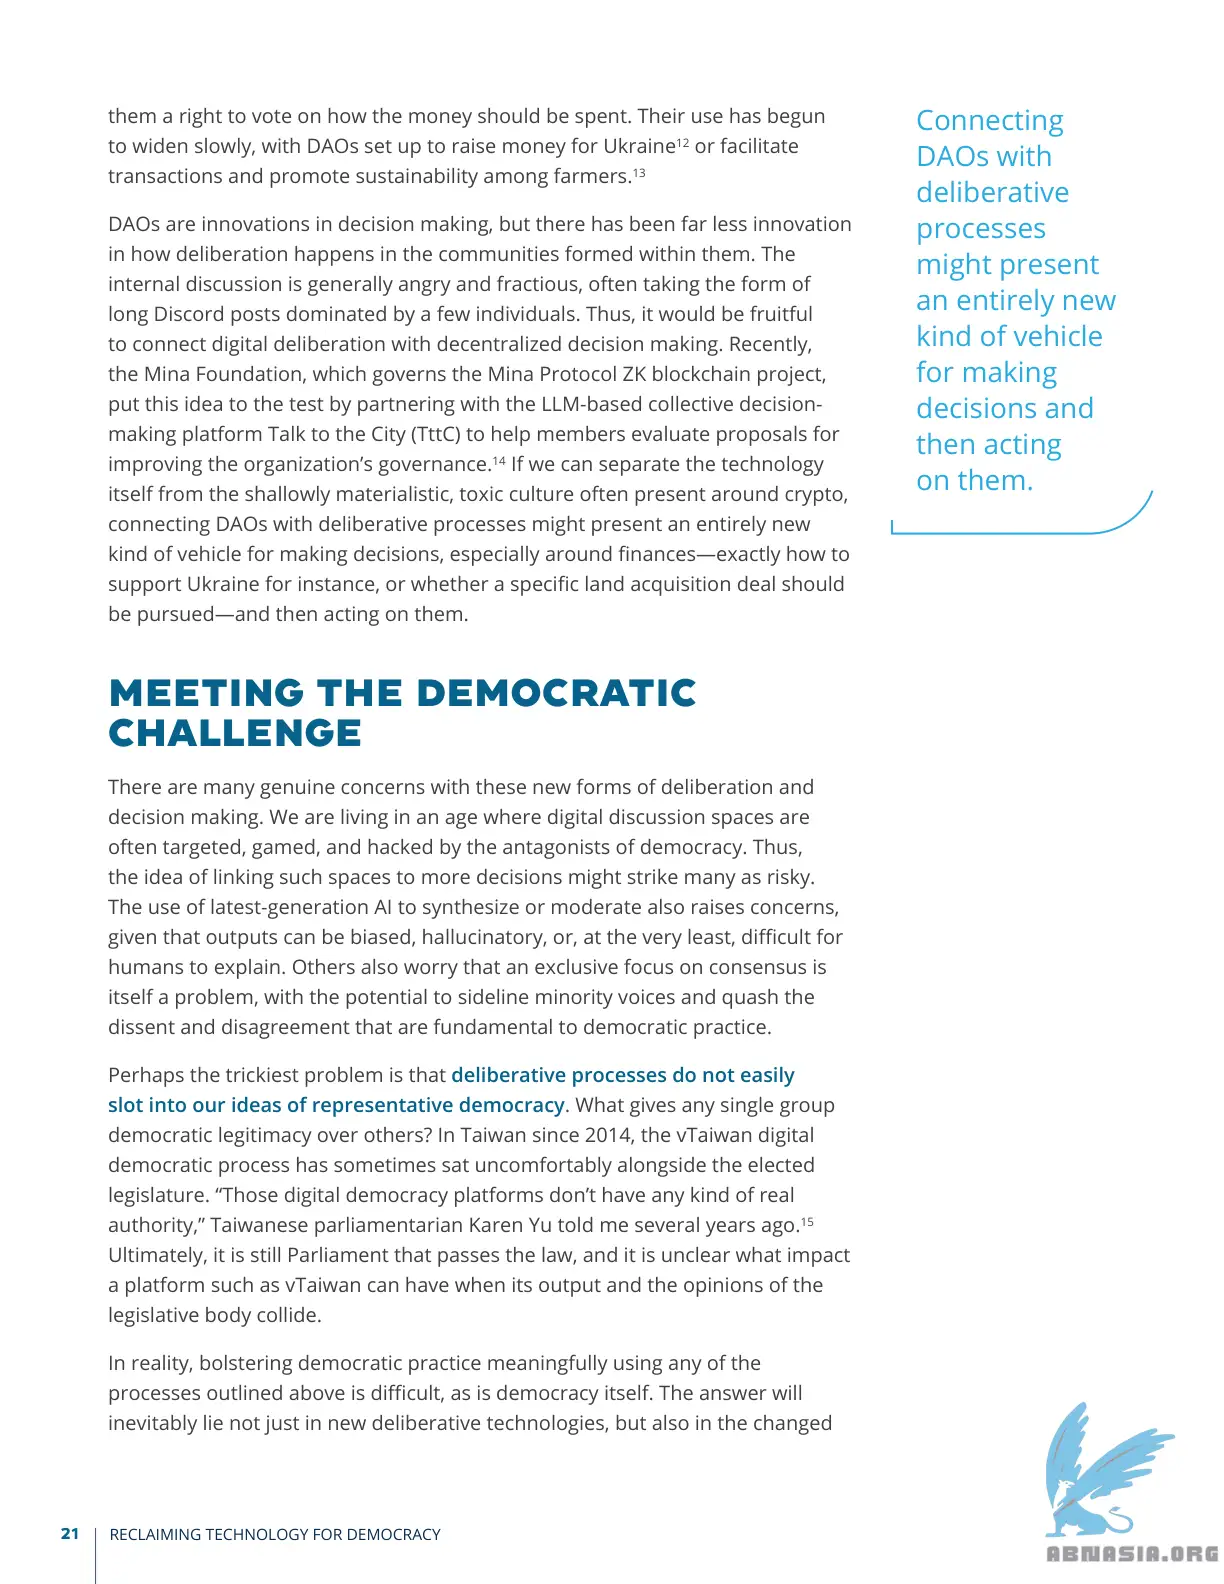 them a right to vote on how the money should be spent. Their use has begun
to widen slowly, with DAOs set up to raise money for Ukraine12 or facilitate
transactions and promote sustainability among farmers.13
DAOs are innovations in decision making, but there has been far less innovation
in how deliberation happens in the communities formed within them. The
internal discussion is generally angry and fractious, often taking the form of
long Discord posts dominated by a few individuals. Thus, it would be fruitful
to connect digital deliberation with decentralized decision making. Recently,
the Mina Foundation, which governs the Mina Protocol ZK blockchain project,
put this idea to the test by partnering with the LLM-based collective decision-
making platform Talk to the City (TttC) to help members evaluate proposals for
improving the organization’s governance.14 If we can separate the technology
itself from the shallowly materialistic, toxic culture often present around crypto,
connecting DAOs with deliberative processes might present an entirely new
kind of vehicle for making decisions, especially around finances—exactly how to
support Ukraine for instance, or whether a specific land acquisition deal should
be pursued—and then acting on them.
Connecting
DAOs with
deliberative
processes
might present
an entirely new
kind of vehicle
for making
decisions and
then acting
on them.
MEETING THE DEMOCRATIC
CHALLENGE
There are many genuine concerns with these new forms of deliberation and
decision making. We are living in an age where digital discussion spaces are
often targeted, gamed, and hacked by the antagonists of democracy. Thus,
the idea of linking such spaces to more decisions might strike many as risky.
The use of latest-generation AI to synthesize or moderate also raises concerns,
given that outputs can be biased, hallucinatory, or, at the very least, difficult for
humans to explain. Others also worry that an exclusive focus on consensus is
itself a problem, with the potential to sideline minority voices and quash the
dissent and disagreement that are fundamental to democratic practice.
Perhaps the trickiest problem is that deliberative processes do not easily
slot into our ideas of representative democracy. What gives any single group
democratic legitimacy over others? In Taiwan since 2014, the vTaiwan digital
democratic process has sometimes sat uncomfortably alongside the elected
legislature. “Those digital democracy platforms don’t have any kind of real
authority,” Taiwanese parliamentarian Karen Yu told me several years ago.15
Ultimately, it is still Parliament that passes the law, and it is unclear what impact
a platform such as vTaiwan can have when its output and the opinions of the
legislative body collide.
In reality, bolstering democratic practice meaningfully using any of the
processes outlined above is difficult, as is democracy itself. The answer will
inevitably lie not just in new deliberative technologies, but also in the changed
21 RECLAIMING TECHNOLOGY FOR DEMOCRACY
ABNASIA.ORG